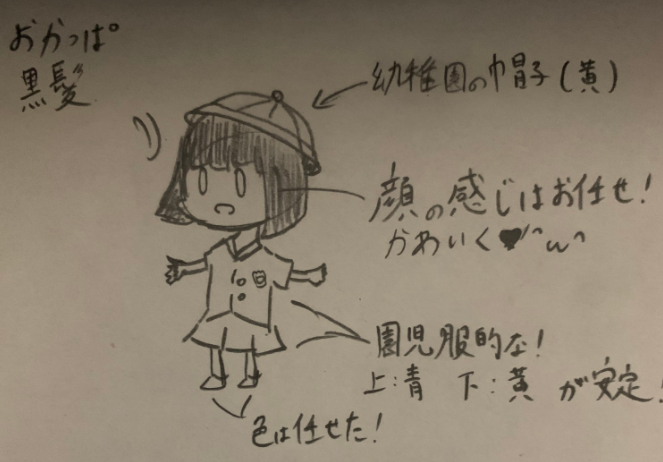 おかっぱ
黒髪
幼稚園の帽子(黄)
顔の感じはお任せ!
かわいく♥^ω^
園児服的な!
上:青 下:黄 が安定!
色は任せた!